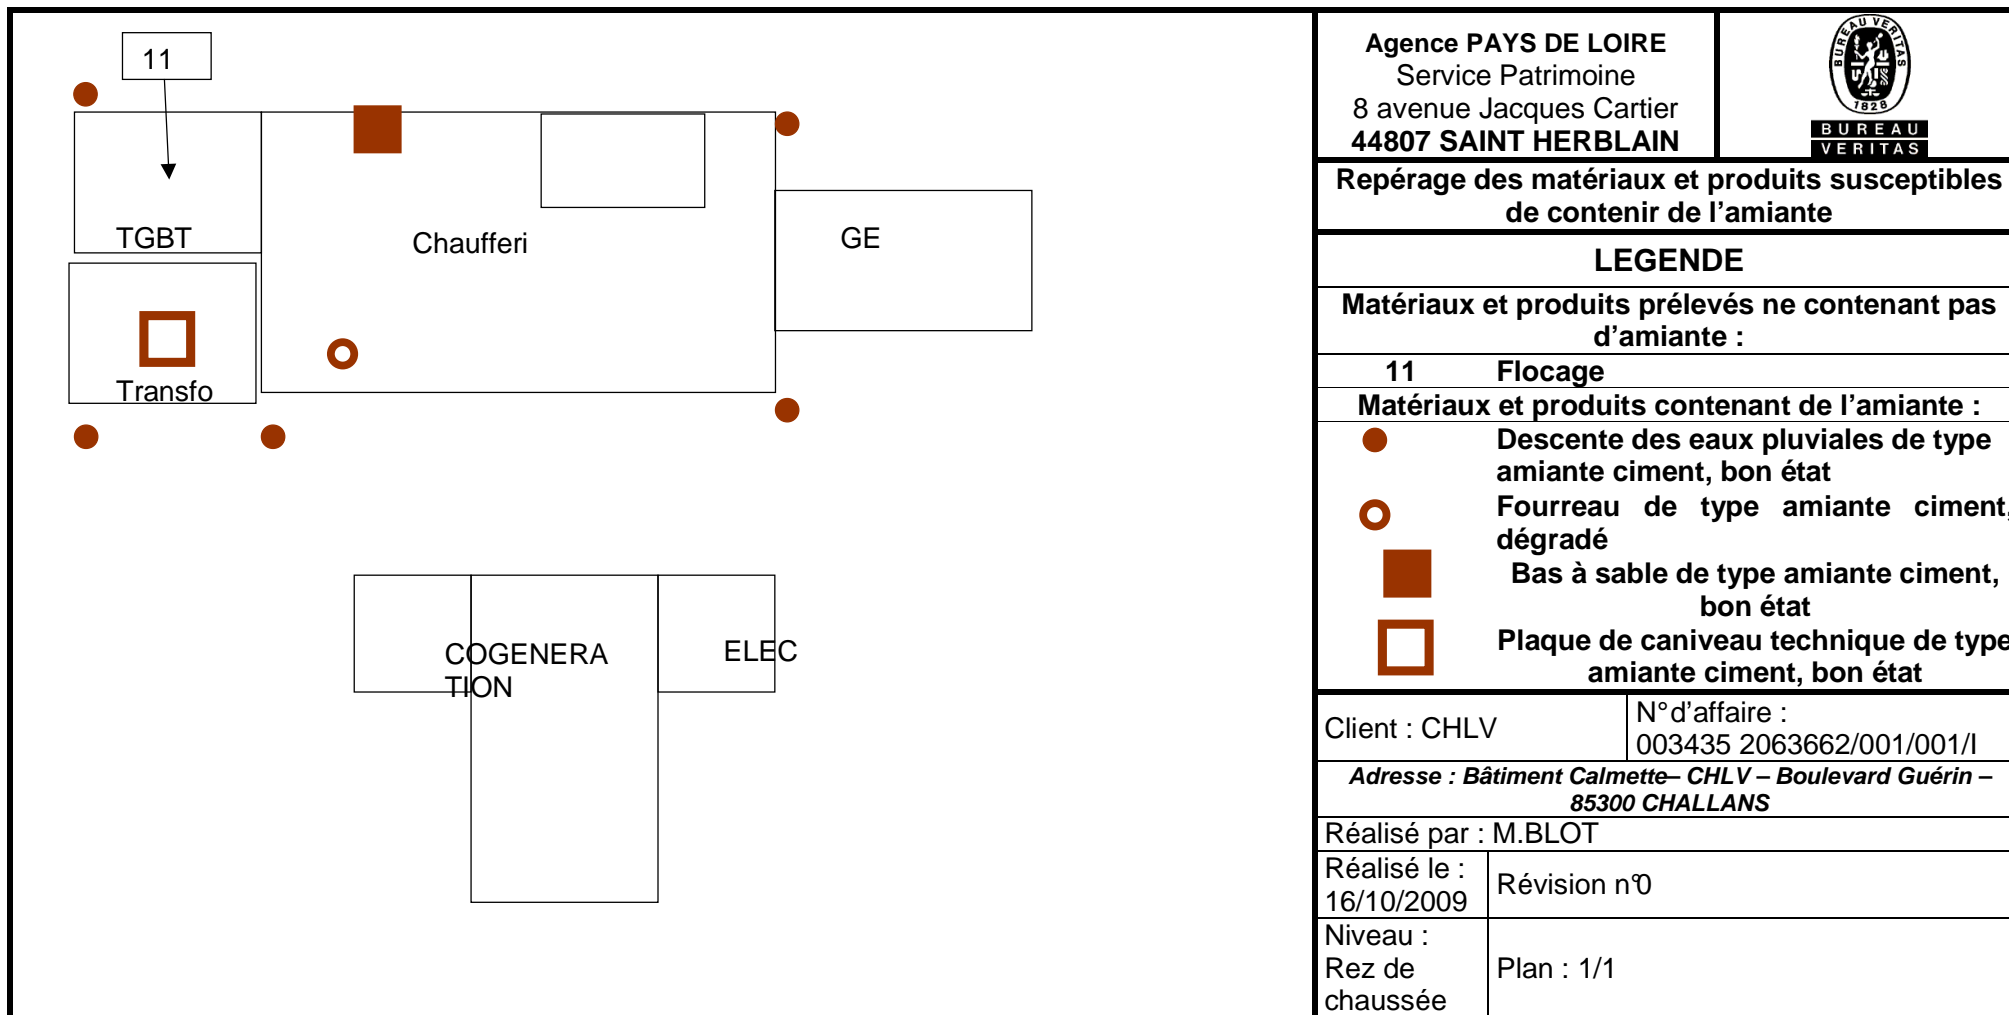 11
TGBT
Chaufferi
GE
Transfo
COGENERA
TION
ELEC
Agence PAYS DE LOIRE
Service Patrimoine
8 avenue Jacques Cartier
44807 SAINT HERBLAIN
BUREAU VERITAS
1828
BUREAU
VERITAS
Repérage des matériaux et produits susceptibles
de contenir de l'amiante
LEGENDE
Matériaux et produits prélevés ne contenant pas
d'amiante :
11 Flocage
Matériaux et produits contenant de l'amiante :
Descente des eaux pluviales de type
amiante ciment, bon état
Fourreau de type amiante ciment,
dégradé
Bas à sable de type amiante ciment,
bon état
Plaque de caniveau technique de type
amiante ciment, bon état
Client : CHLV
N° d'affaire :
003435 2063662/001/001/I
Adresse : Bâtiment Calmette– CHLV – Boulevard Guérin –
85300 CHALLANS
Réalisé par : M.BLOT
Réalisé le :
16/10/2009
Révision n°0
Niveau :
Rez de
chaussée
Plan : 1/1